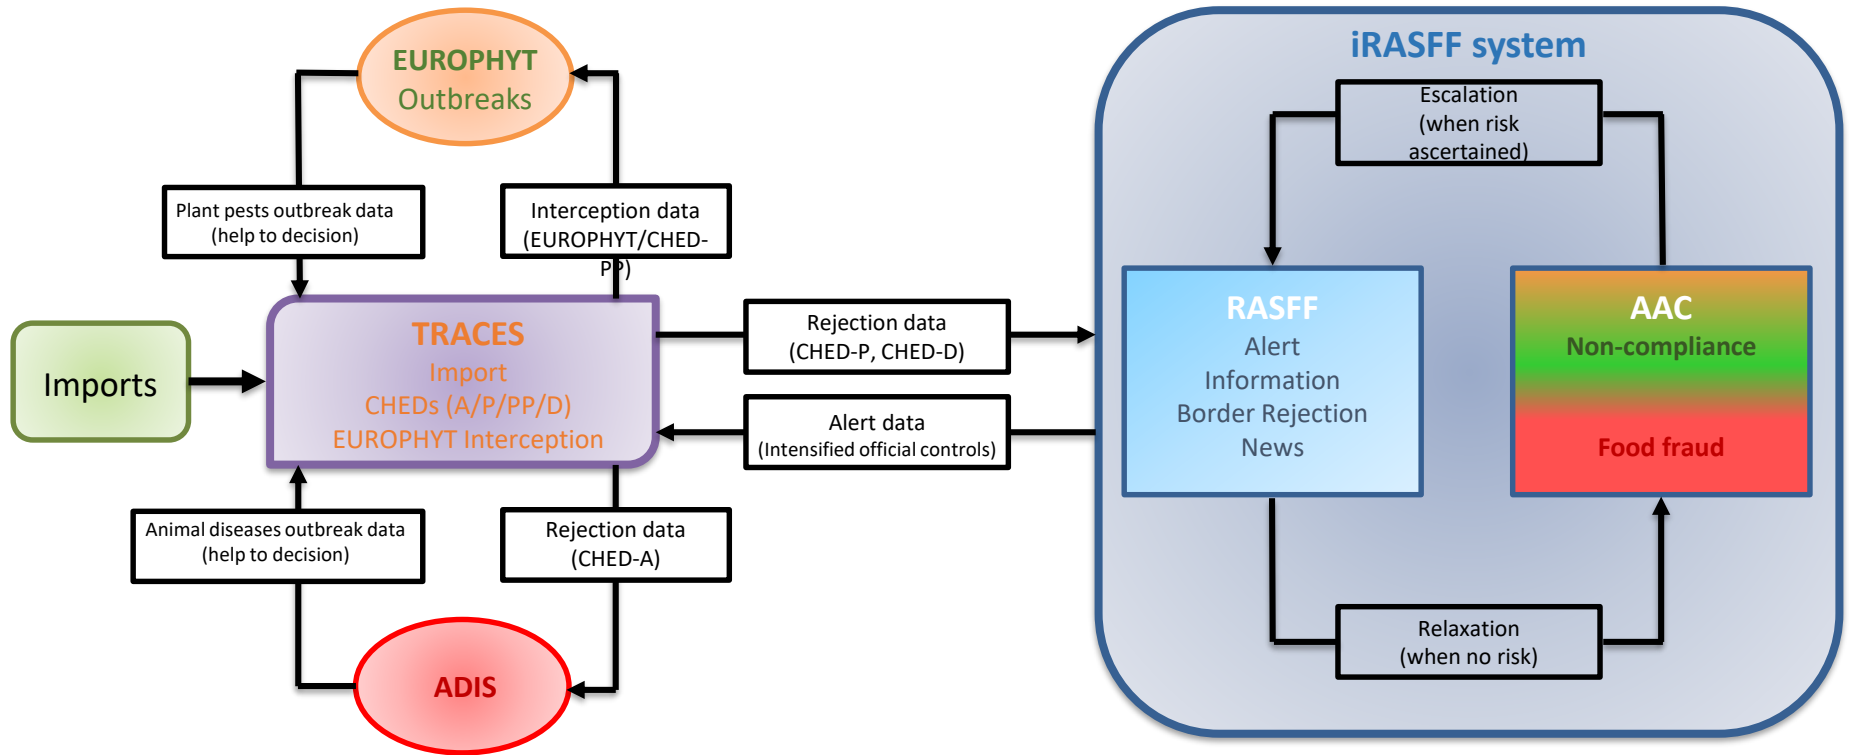 EUROPHYT
Outbreaks
iRASFF system
Escalation
(when risk
ascertained)
Plant pests outbreak data
(help to decision)
Interception data
(EUROPHYT/CHED-
PP)
Imports
TRACES
Import
CHEDs (A/P/PP/D)
EUROPHYT Interception
Rejection data
(CHED-P, CHED-D)
Alert data
(Intensified official controls)
RASFF
Alert
Information
Border Rejection
News
AAC
Non-compliance
Food fraud
Animal diseases outbreak data
(help to decision)
Rejection data
(CHED-A)
ADIS
Relaxation
(when no risk)